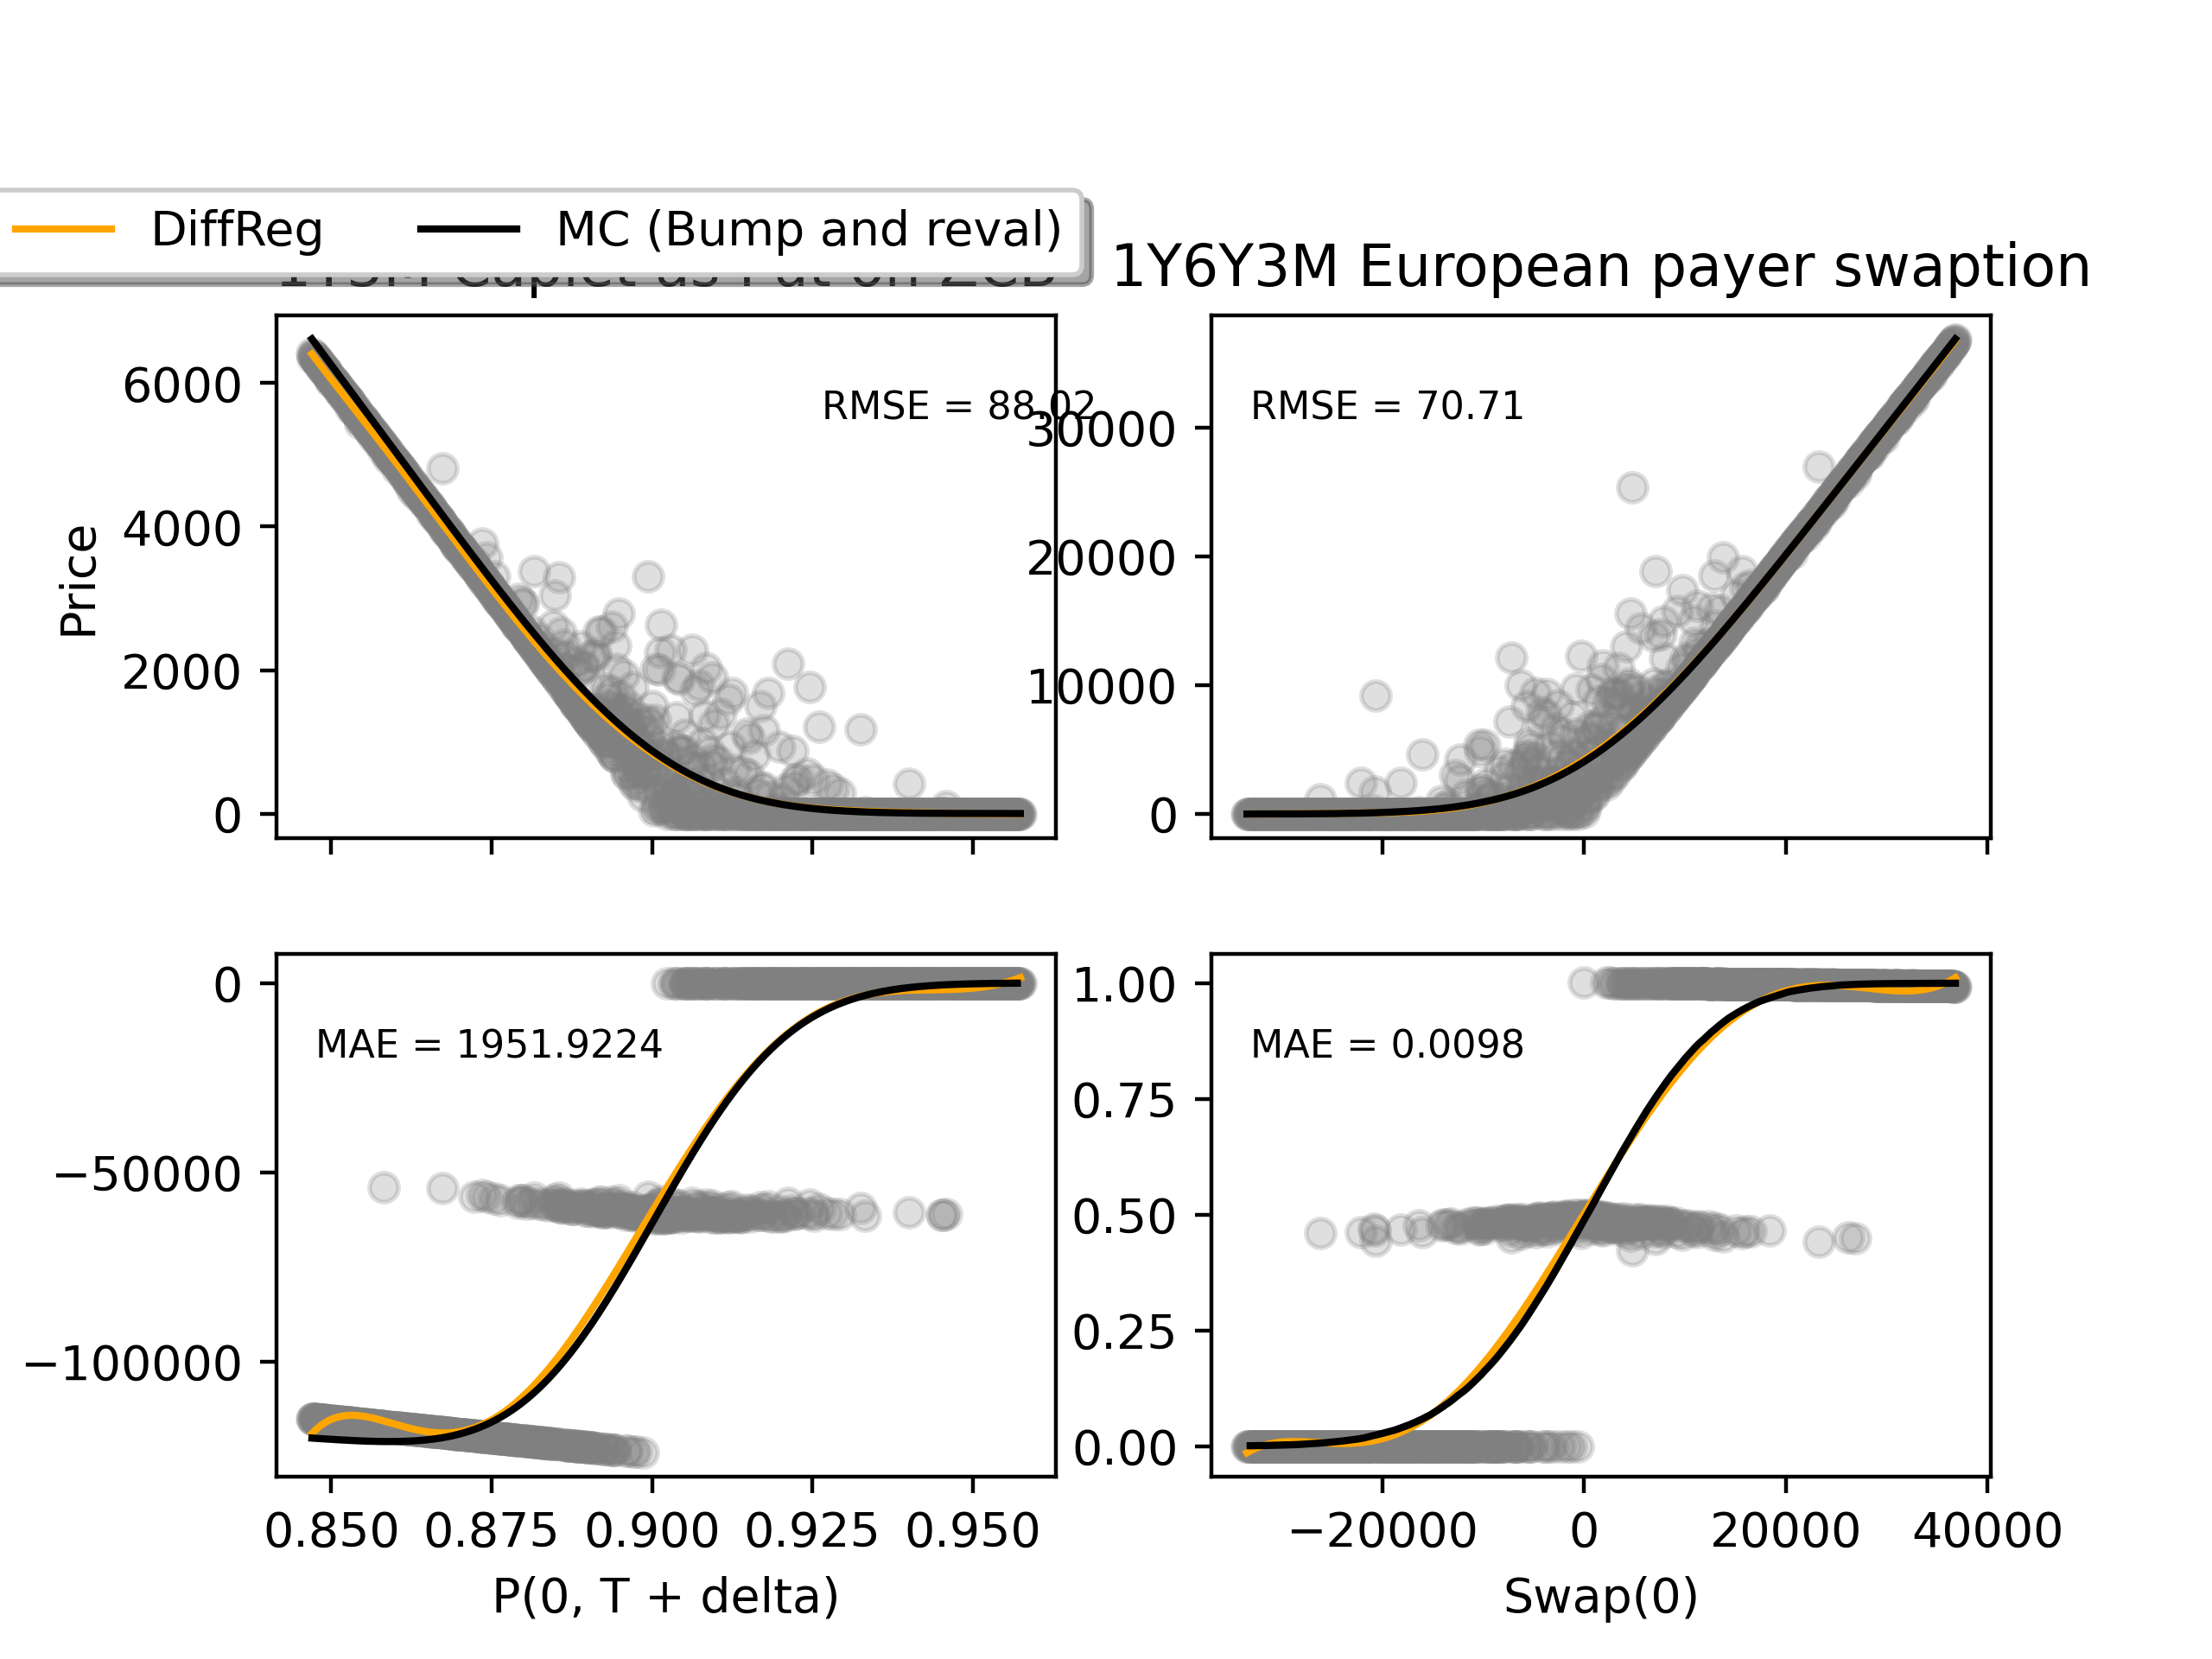 DiffReg MC (Bump and reval)
1Y6Y3M European payer swaption
Price
6000
4000
2000
0
RMSE = 88.02
30000
20000
10000
0
RMSE = 70.71
0
−50000
−100000
MAE = 1951.9224
0.850 0.875 0.900 0.925 0.950
P(0, T + delta)
1.00
0.75
0.50
0.25
0.00
MAE = 0.0098
−20000 0 20000 40000
Swap(0)